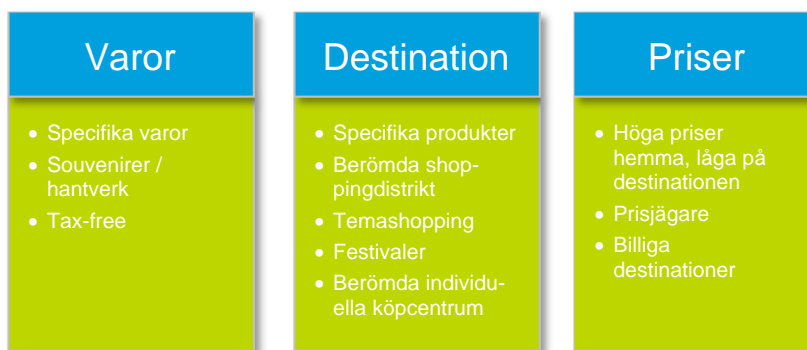 Varor
• Specifika varor
• Souvenirer /
hantverk
• Tax-free
Destination
• Specifika produkter
• Berömda shop-
pingdistrikt
• Temashopping
• Festivaler
• Berömda individu-
ella köpcentrum
Priser
• Höga priser
hemma, låga på
destinationen
• Prisjägare
• Billiga
destinationer